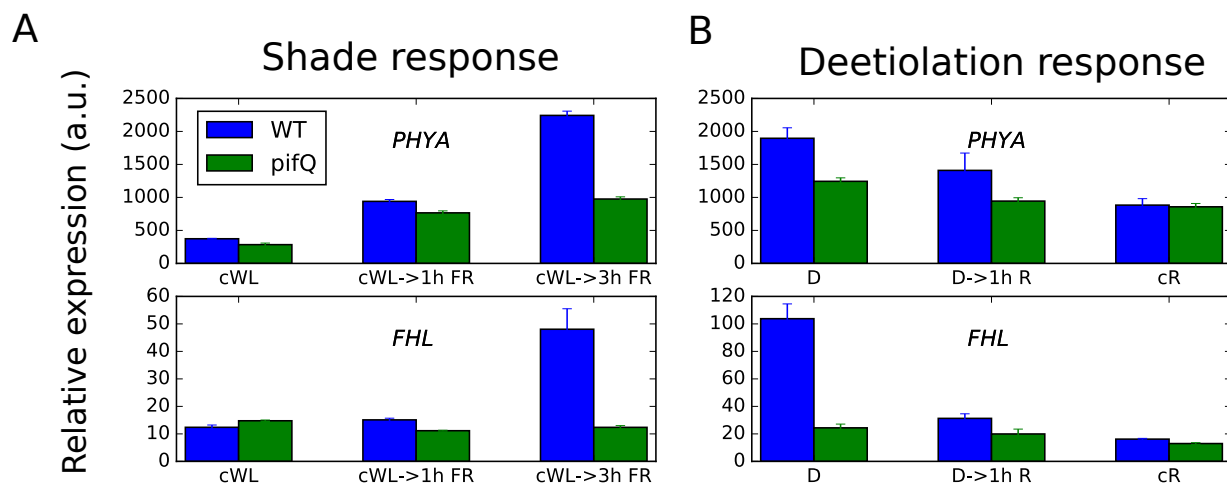 A
Shade response
B
Deetiolation response
Relative expression (a.u.)
2500
2000
1500
1000
500
0
WT
pifQ
PHYA
cWL
cWL->1h FR
cWL->3h FR
60
50
40
30
20
10
0
FHL
cWL
cWL->1h FR
cWL->3h FR
2500
2000
1500
1000
500
0
PHYA
D
D->1h R
cR
120
100
80
60
40
20
0
FHL
D
D->1h R
cR